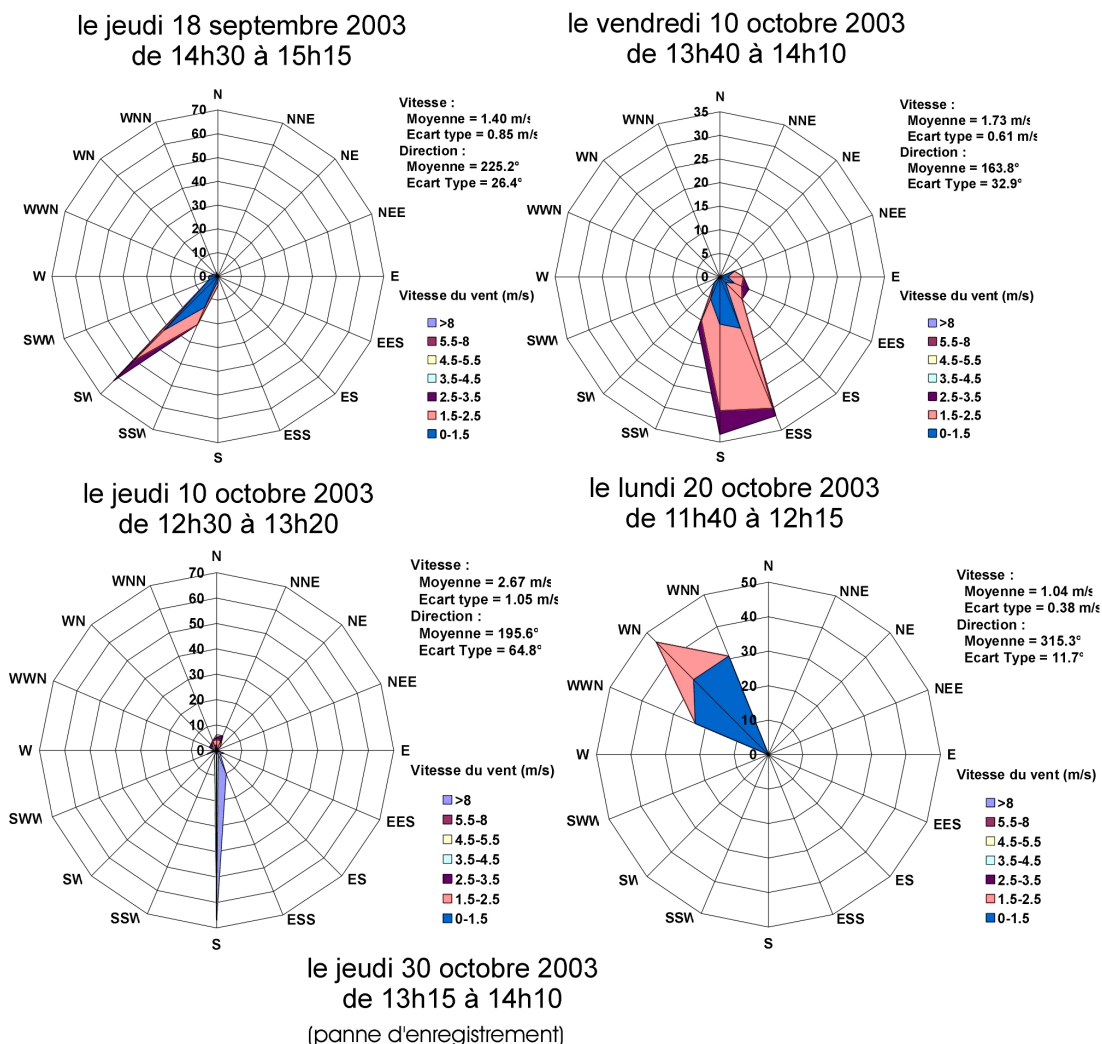 le jeudi 18 septembre 2003
de 14h30 à 15h15
N
NNE
NE
NEE
E
EES
ES
ESS
S
SSW
SW
SWW
W
WWN
WN
WNN
70
60
50
40
30
20
10
0
Vitesse :
Moyenne = 1.40 m/s
Ecart type = 0.85 m/s
Direction :
Moyenne = 225.2°
Ecart Type = 26.4°
Vitesse du vent (m/s)
>8
5.5-8
4.5-5.5
3.5-4.5
2.5-3.5
1.5-2.5
0-1.5
le vendredi 10 octobre 2003
de 13h40 à 14h10
N
NNE
NE
NEE
E
EES
ES
ESS
S
SSW
SW
SWW
W
WWN
WN
WNN
35
30
25
20
15
10
5
0
Vitesse :
Moyenne = 1.73 m/s
Ecart type = 0.61 m/s
Direction :
Moyenne = 163.8°
Ecart Type = 32.9°
Vitesse du vent (m/s)
>8
5.5-8
4.5-5.5
3.5-4.5
2.5-3.5
1.5-2.5
0-1.5
le jeudi 10 octobre 2003
de 12h30 à 13h20
N
NNE
NE
NEE
E
EES
ES
ESS
S
SSW
SW
SWW
W
WWN
WN
WNN
70
60
50
40
30
20
10
0
Vitesse :
Moyenne = 2.67 m/s
Ecart type = 1.05 m/s
Direction :
Moyenne = 195.6°
Ecart Type = 64.8°
Vitesse du vent (m/s)
>8
5.5-8
4.5-5.5
3.5-4.5
2.5-3.5
1.5-2.5
0-1.5
le lundi 20 octobre 2003
de 11h40 à 12h15
N
NNE
NE
NEE
E
EES
ES
ESS
S
SSW
SW
SWW
W
WWN
WN
WNN
50
40
30
20
10
0
Vitesse :
Moyenne = 1.04 m/s
Ecart type = 0.38 m/s
Direction :
Moyenne = 315.3°
Ecart Type = 11.7°
Vitesse du vent (m/s)
>8
5.5-8
4.5-5.5
3.5-4.5
2.5-3.5
1.5-2.5
0-1.5
le jeudi 30 octobre 2003
de 13h15 à 14h10
(panne d'enregistrement)